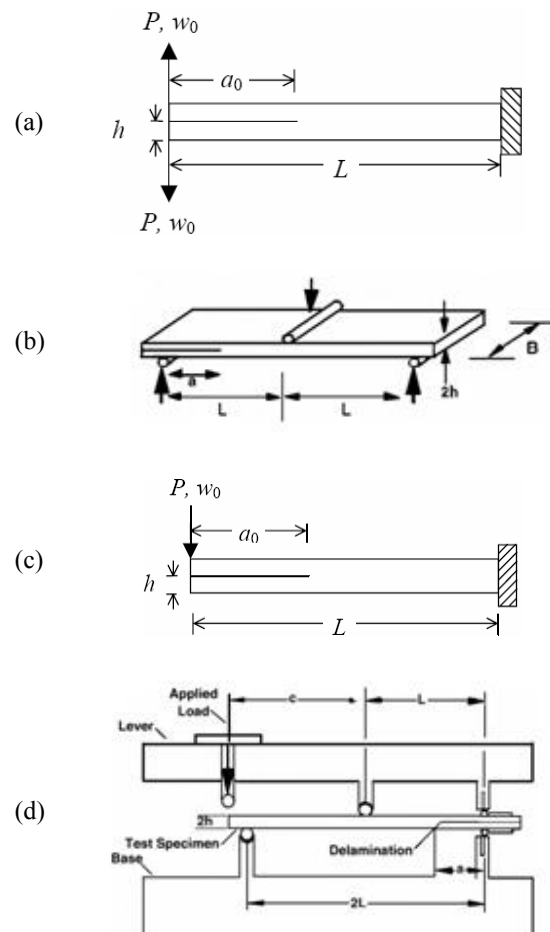 (a)
P, w₀
a₀
h
L
P, w₀
(b)
a
L
L
2h
B
(c)
P, w₀
a₀
h
L
(d)
Applied
Load
c
L
Lever
2h
Test Specimen
Base
Delamination
a
2L